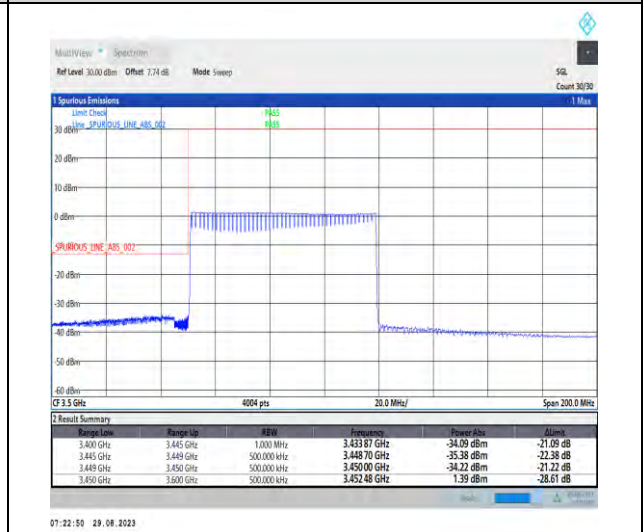 MultiView Spectrum
Ref Level 30.00 dBm Offset 7.74 dB Mode Sweep SGL
Count 30/30
1 Spurious Emissions 1 Max
Limit Check PASS
Line _SPURIOUS_LINE_ABS_002 PASS
30 dBm
20 dBm
10 dBm
0 dBm
_SPURIOUS_LINE_ABS_002
-20 dBm
-30 dBm
-40 dBm
-50 dBm
-60 dBm
CF 3.5 GHz 4004 pts 20.0 MHz/ Span 200.0 MHz
2 Result Summary
Range Low Range Up RBW Frequency Power Abs ΔLimit
3.400 GHz 3.445 GHz 1.000 MHz 3.433 87 GHz -34.09 dBm -21.09 dB
3.445 GHz 3.449 GHz 500.000 kHz 3.448 70 GHz -35.38 dBm -22.38 dB
3.449 GHz 3.450 GHz 500.000 kHz 3.450 00 GHz -34.22 dBm -21.22 dB
3.450 GHz 3.600 GHz 500.000 kHz 3.452 48 GHz 1.39 dBm -28.61 dB
07:22:50 29.08.2023